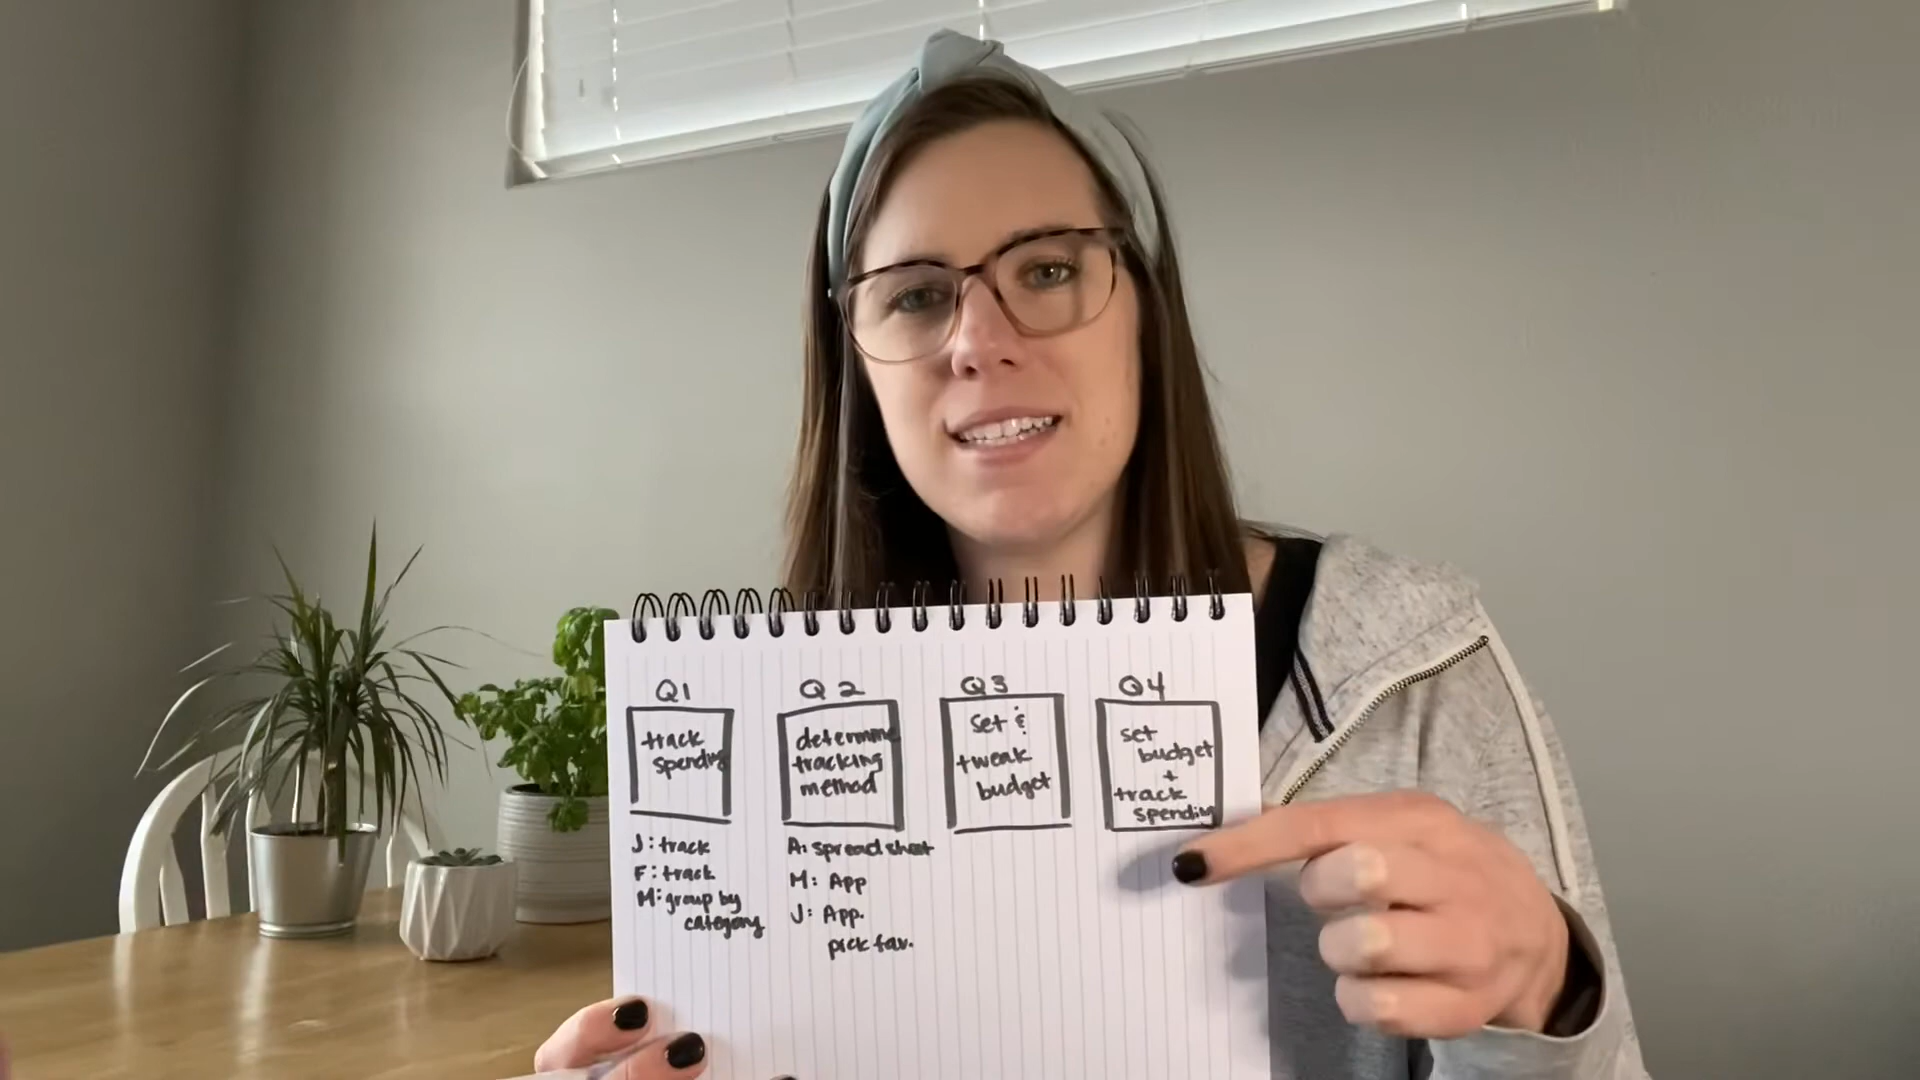 Q1
track
spending
J: track
F: track
M: group by
category
Q2
determine
tracking
method
A: spreadsheet
M: App
J: App.
pick fav.
Q3
set &
tweak
budget
Q4
set
budget
+
track
spending